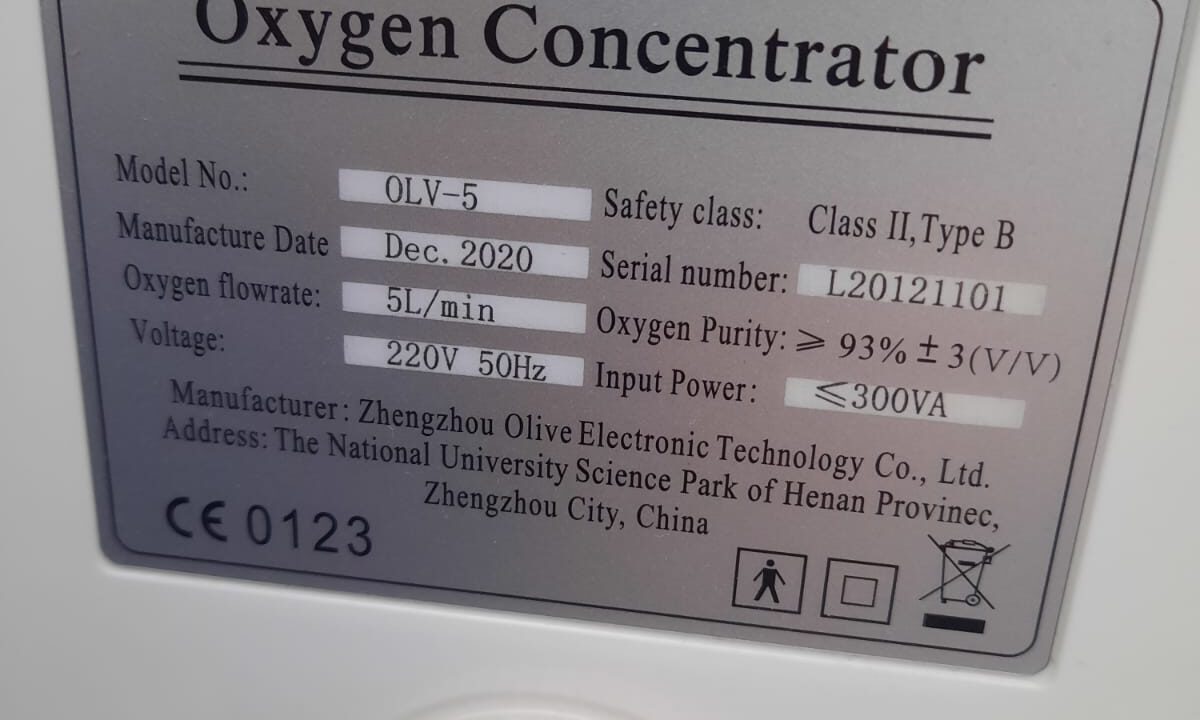 Oxygen Concentrator
Model No.: OLV-5 Safety class: Class II,Type B
Manufacture Date Dec. 2020 Serial number: L20121101
Oxygen flowrate: 5L/min Oxygen Purity: ≥ 93% ± 3(V/V)
Voltage: 220V 50Hz Input Power: ≤300VA
Manufacturer: Zhengzhou Olive Electronic Technology Co., Ltd.
Address: The National University Science Park of Henan Provinec,
Zhengzhou City, China
CE 0123